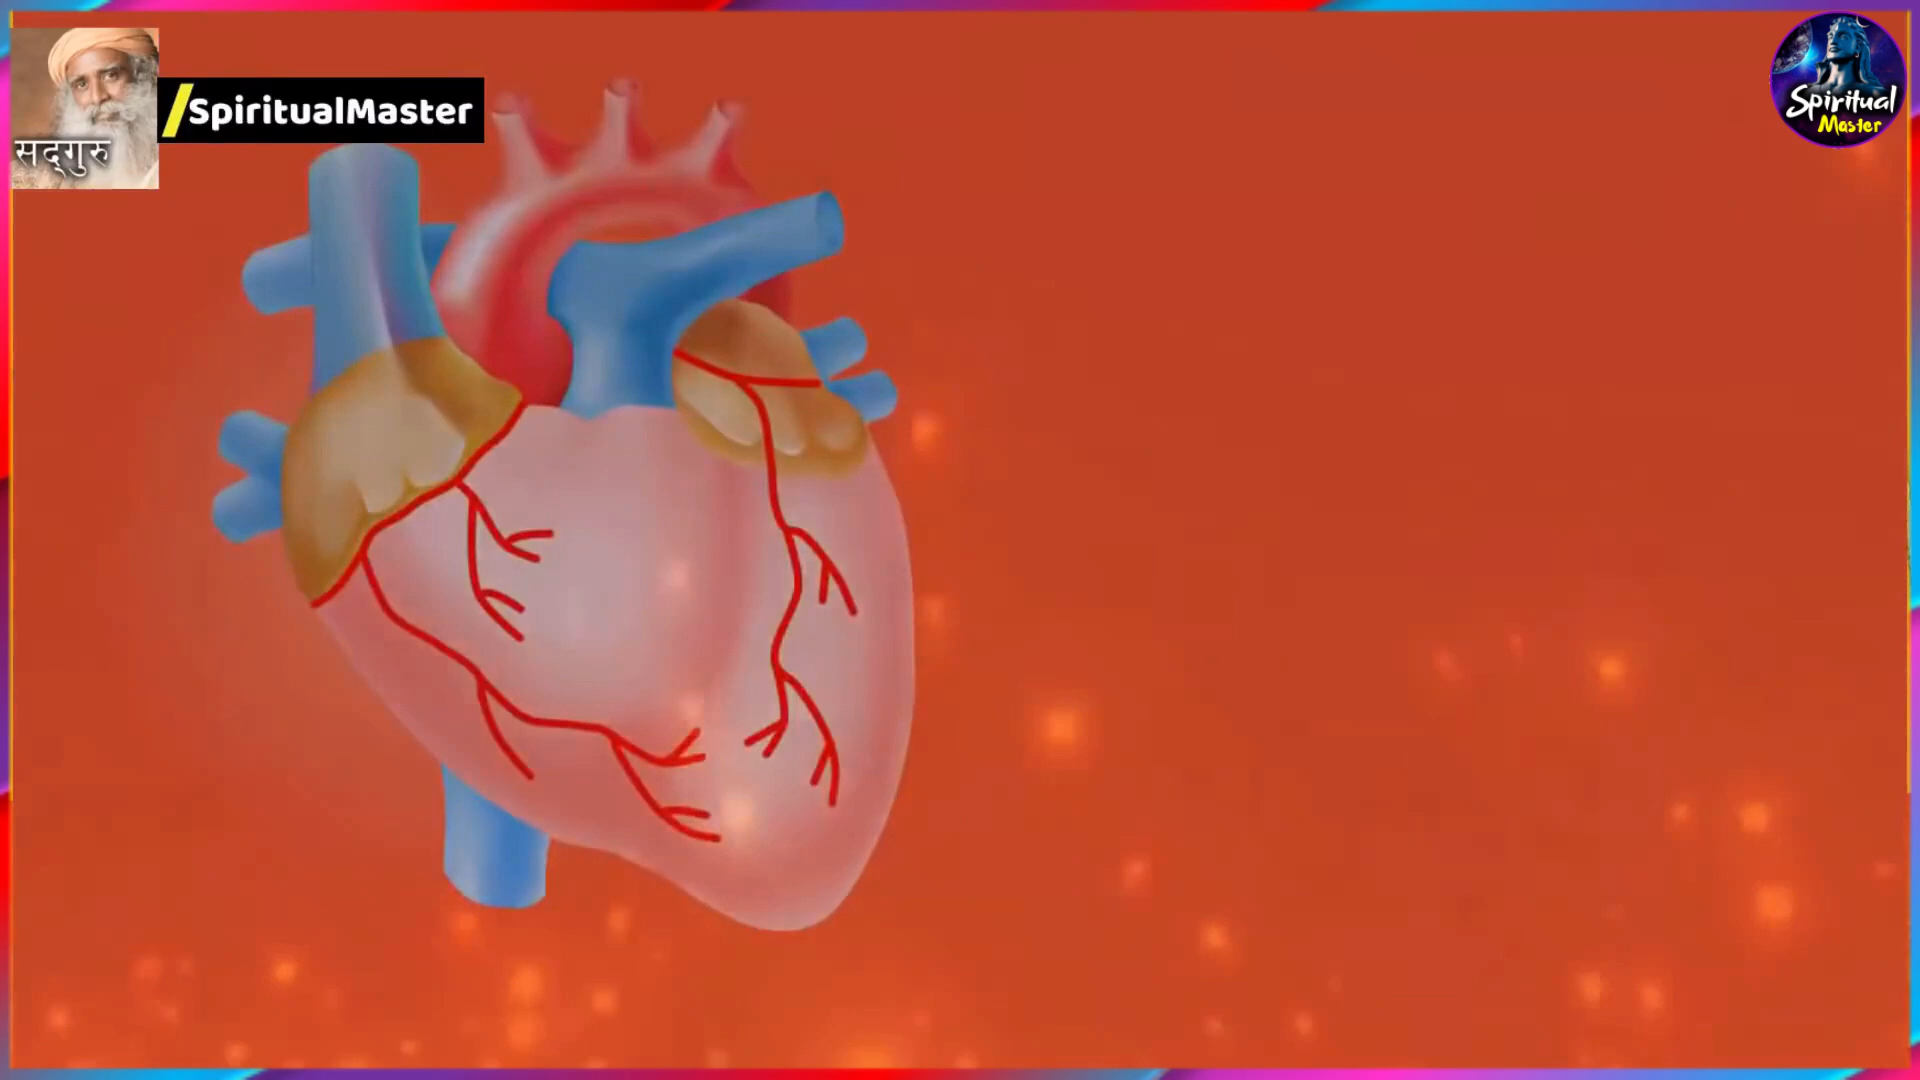 सद्गुरु
/SpiritualMaster
Spiritual
Master